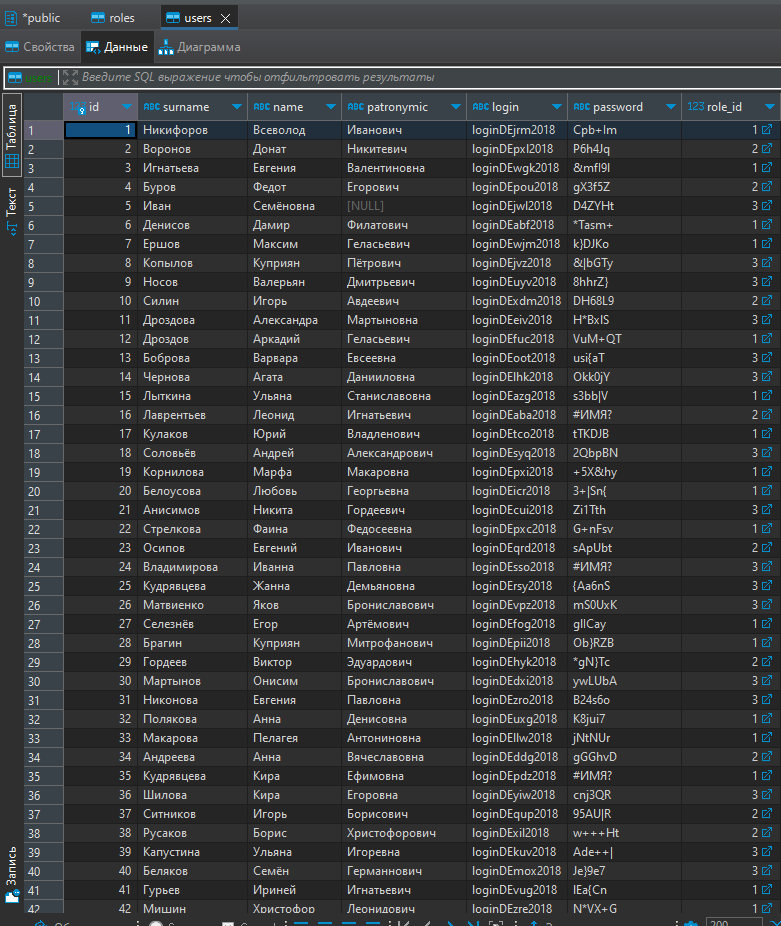 *public roles users
Свойства Данные Диаграмма
users Введите SQL выражение чтобы отфильтровать результаты
Таблица
Текст
Запись
123 id ABC surname ABC name ABC patronymic ABC login ABC password 123 role_id
1 1 Никифоров Всеволод Иванович loginDEjrm2018 Cpb+Im 1
2 2 Воронов Донат Никитевич loginDEpxl2018 P6h4Jq 2
3 3 Игнатьева Евгения Валентиновна loginDEwgk2018 &mfI9l 1
4 4 Буров Федот Егорович loginDEpou2018 gX3f5Z 2
5 5 Иван Семёновна [NULL] loginDEjwl2018 D4ZYHt 3
6 6 Денисов Дамир Филатович loginDEabf2018 *Tasm+ 1
7 7 Ершов Максим Геласьевич loginDEwjm2018 k}DJKo 1
8 8 Копылов Куприян Пётрович loginDEjvz2018 &|bGTy 3
9 9 Носов Валерьян Дмитрьевич loginDEuyv2018 8hhrZ} 3
10 10 Силин Игорь Авдеевич loginDExdm2018 DH68L9 2
11 11 Дроздова Александра Мартыновна loginDEeiv2018 H*BxlS 3
12 12 Дроздов Аркадий Геласьевич loginDEfuc2018 VuM+QT 1
13 13 Боброва Варвара Евсеевна loginDEoot2018 usi{aT 3
14 14 Чернова Агата Данииловна loginDElhk2018 Okk0jY 3
15 15 Лыткина Ульяна Станиславовна loginDEazg2018 s3bb|V 1
16 16 Лаврентьев Леонид Игнатьевич loginDEaba2018 #ИМЯ? 2
17 17 Кулаков Юрий Владленович loginDEtco2018 tTKDJB 1
18 18 Соловьёв Андрей Александрович loginDEsyq2018 2QbpBN 3
19 19 Корнилова Марфа Макаровна loginDEpxi2018 +5X&hy 1
20 20 Белоусова Любовь Георгьевна loginDEicr2018 3+|Sn{ 1
21 21 Анисимов Никита Гордеевич loginDEcui2018 Zi1Tth 3
22 22 Стрелкова Фаина Федосеевна loginDEpxc2018 G+nFsv 1
23 23 Осипов Евгений Иванович loginDEqrd2018 sApUbt 2
24 24 Владимирова Иванна Павловна loginDEsso2018 #ИМЯ? 3
25 25 Кудрявцева Жанна Демьяновна loginDErsy2018 {Aa6nS 3
26 26 Матвиенко Яков Брониславович loginDEvpz2018 mS0UxK 3
27 27 Селезнёв Егор Артёмович loginDEfog2018 glICay 1
28 28 Брагин Куприян Митрофанович loginDEpii2018 Ob}RZB 1
29 29 Гордеев Виктор Эдуардович loginDEhyk2018 *gN}Tc 2
30 30 Мартынов Онисим Брониславович loginDEdxi2018 ywLUbA 3
31 31 Никонова Евгения Павловна loginDEzro2018 B24s6o 3
32 32 Полякова Анна Денисовна loginDEuxg2018 K8jui7 1
33 33 Макарова Пелагея Антониновна loginDEllw2018 jNtNUr 1
34 34 Андреева Анна Вячеславовна loginDEddg2018 gGGhvD 2
35 35 Кудрявцева Кира Ефимовна loginDEpdz2018 #ИМЯ? 1
36 36 Шилова Кира Егоровна loginDEyiw2018 cnj3QR 3
37 37 Ситников Игорь Борисович loginDEqup2018 95AU|R 2
38 38 Русаков Борис Христофорович loginDExil2018 w+++Ht 2
39 39 Капустина Ульяна Игоревна loginDEkuv2018 Ade++| 3
40 40 Беляков Семён Германнович loginDEmox2018 Je}9e7 3
41 41 Гурьев Ириней Игнатьевич loginDEvug2018 lEa{Cn 1
42 42 Мишин Христофор Леонидович loginDEzre2018 N*VX+G 1
200